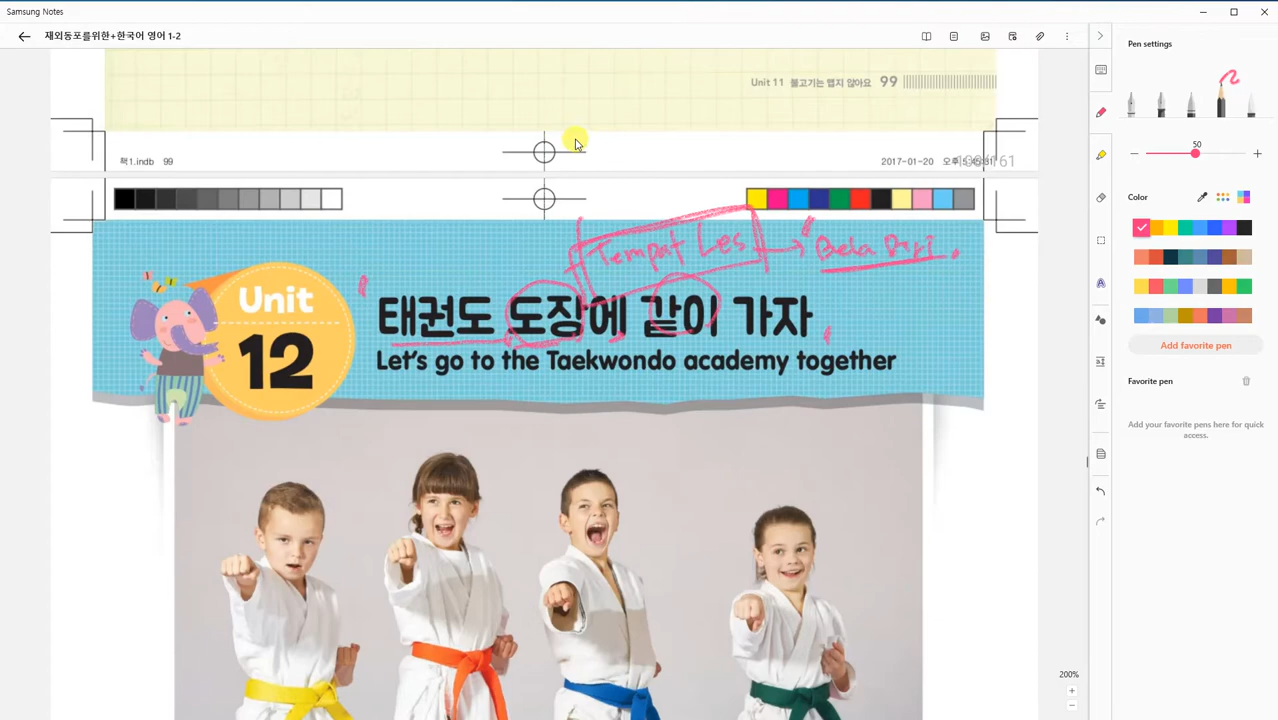 Samsung Notes
재외동포를위한+한국어 영어 1-2
Pen settings
Unit 11 불고기는 맵지 않아요 99
책1.indb 99
2017-01-20 오후
50
Color
Tempat Les → "Bela Diri".
Unit
12
태권도 도장에 같이 가자
Let's go to the Taekwondo academy together
Add favorite pen
Favorite pen
Add your favorite pens here for quick
access.
200%